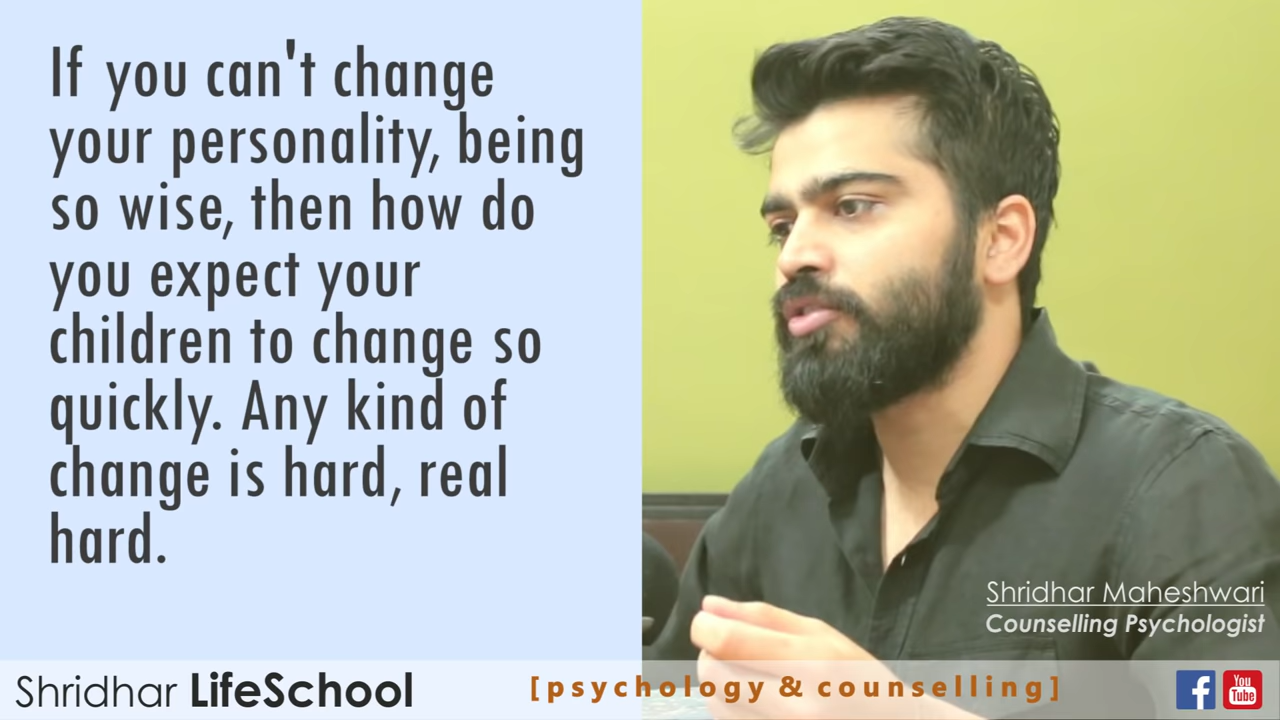 If you can't change
your personality, being
so wise, then how do
you expect your
children to change so
quickly. Any kind of
change is hard, real
hard.
Shridhar Maheshwari
Counselling Psychologist
Shridhar LifeSchool
[psychology & counselling]
f
You
Tube